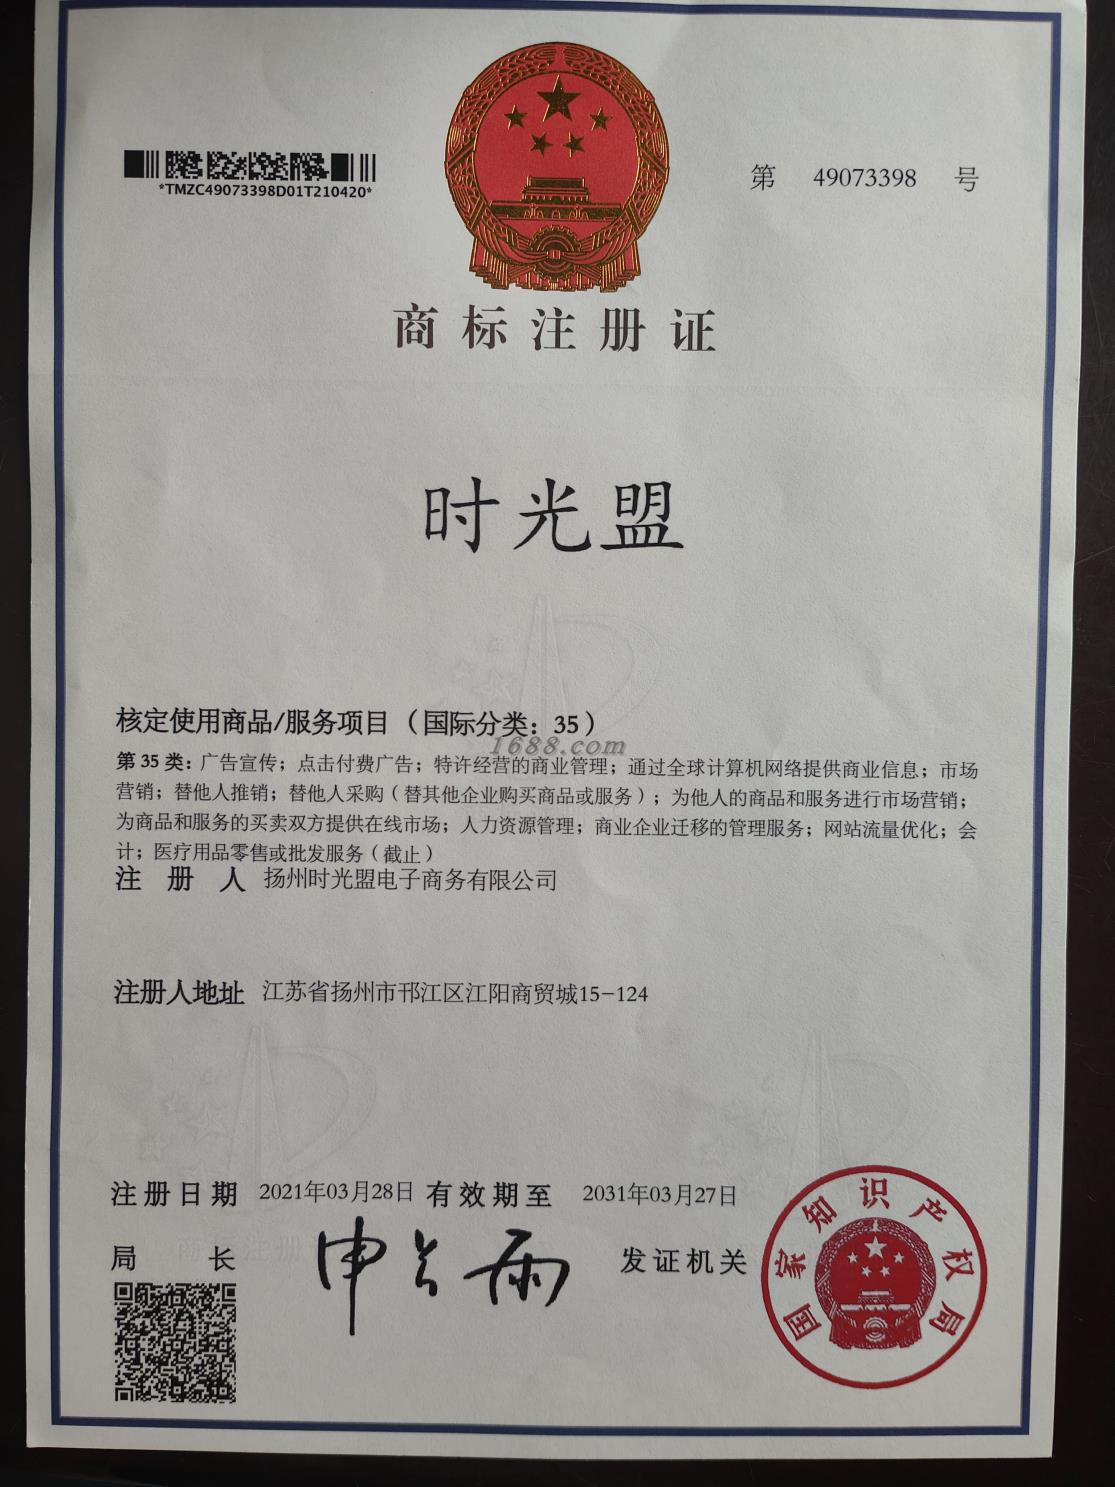 *TMZC49073398D01T210420*
第 49073398 号
商标注册证
时光盟
核定使用商品/服务项目（国际分类：35）
1688.com
第 35 类：广告宣传；点击付费广告；特许经营的商业管理；通过全球计算机网络提供商业信息；市场
营销；替他人推销；替他人采购（替其他企业购买商品或服务）；为他人的商品和服务进行市场营销；
为商品和服务的买卖双方提供在线市场；人力资源管理；商业企业迁移的管理服务；网站流量优化；会
计；医疗用品零售或批发服务（截止）
注 册 人 扬州时光盟电子商务有限公司
注册人地址 江苏省扬州市邗江区江阳商贸城15-124
注册日期 2021年03月28日 有效期至 2031年03月27日
局 长 申长雨 发证机关
国家知识产权局